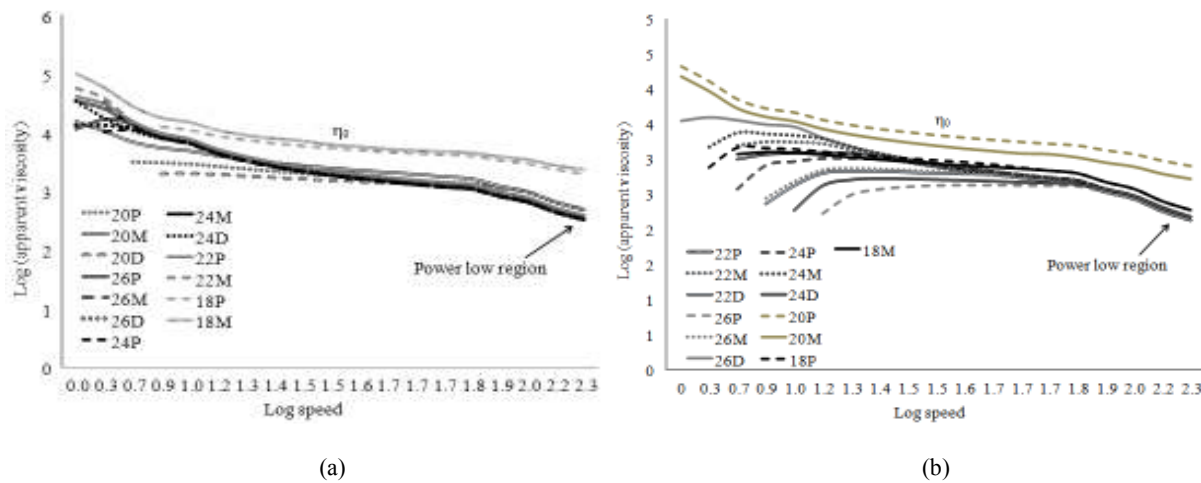 6
5
4
3
2
1
0
Log (apparent viscosity)
η₀
Power low region
20P 24M
20M 24D
20D 22P
26P 22M
26M 18P
26D 18M
24P
0.0 0.3 0.7 0.9 1.0 1.2 1.3 1.4 1.5 1.6 1.6 1.7 1.7 1.8 1.9 2.0 2.2 2.3
Log speed
(a)
5
5
4
4
3
3
2
2
1
1
0
Log (apparent viscosity)
η₀
Power low region
22P 24P 18M
22M 24M
22D 24D
26P 20P
26M 20M
26D 18P
0 0.3 0.7 0.9 1.0 1.2 1.3 1.4 1.5 1.5 1.6 1.7 1.7 1.8 1.9 2.0 2.2 2.3
Log speed
(b)